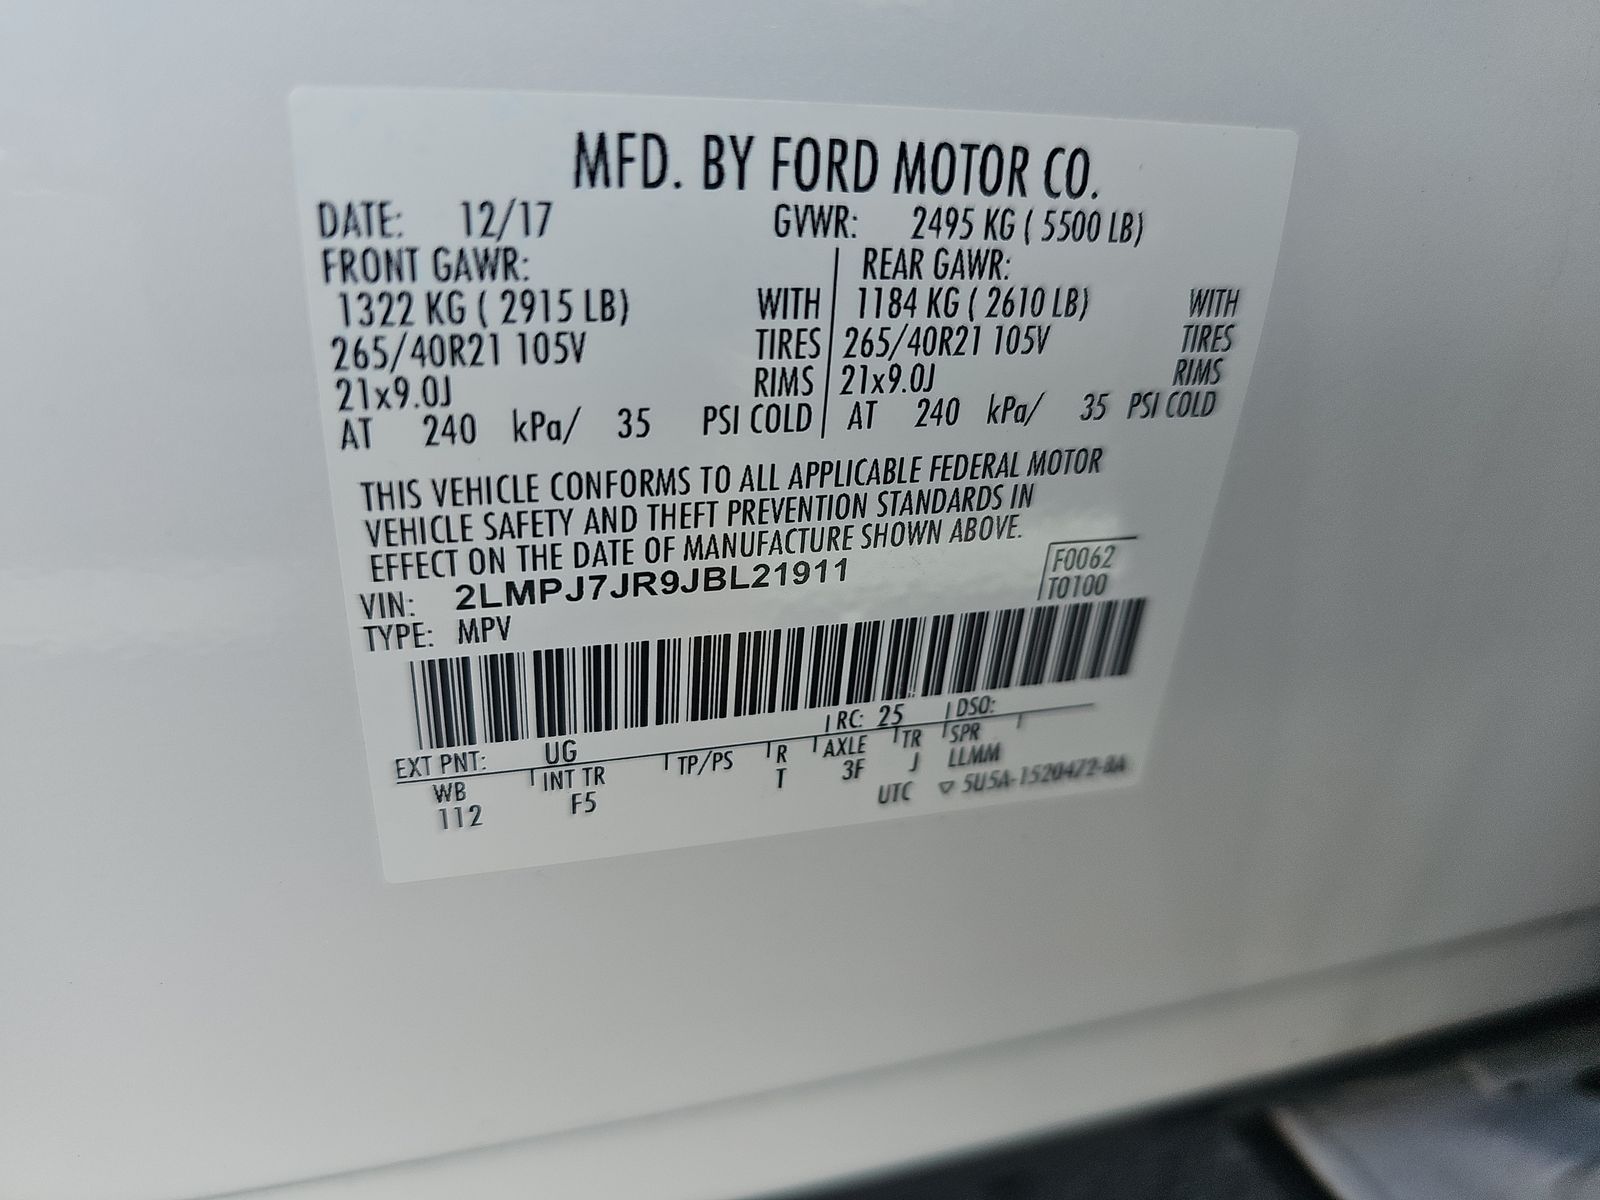 MFD. BY FORD MOTOR CO.
DATE: 12/17 GVWR: 2495 KG ( 5500 LB)
FRONT GAWR: REAR GAWR:
1322 KG ( 2915 LB) WITH 1184 KG ( 2610 LB) WITH
265/40R21 105V TIRES 265/40R21 105V TIRES
21x9.0J RIMS 21x9.0J RIMS
AT 240 kPa/ 35 PSI COLD AT 240 kPa/ 35 PSI COLD
THIS VEHICLE CONFORMS TO ALL APPLICABLE FEDERAL MOTOR
VEHICLE SAFETY AND THEFT PREVENTION STANDARDS IN
EFFECT ON THE DATE OF MANUFACTURE SHOWN ABOVE.
F0062
VIN: 2LMPJ7JR9JBL21911
T0100
TYPE: MPV
EXT PNT: UG RC: 25 DSO:
WB INT TR TP/PS R AXLE TR SPR
112 F5 T 3F J LLMM
UTC ▽ 5U5A-1520472-8A